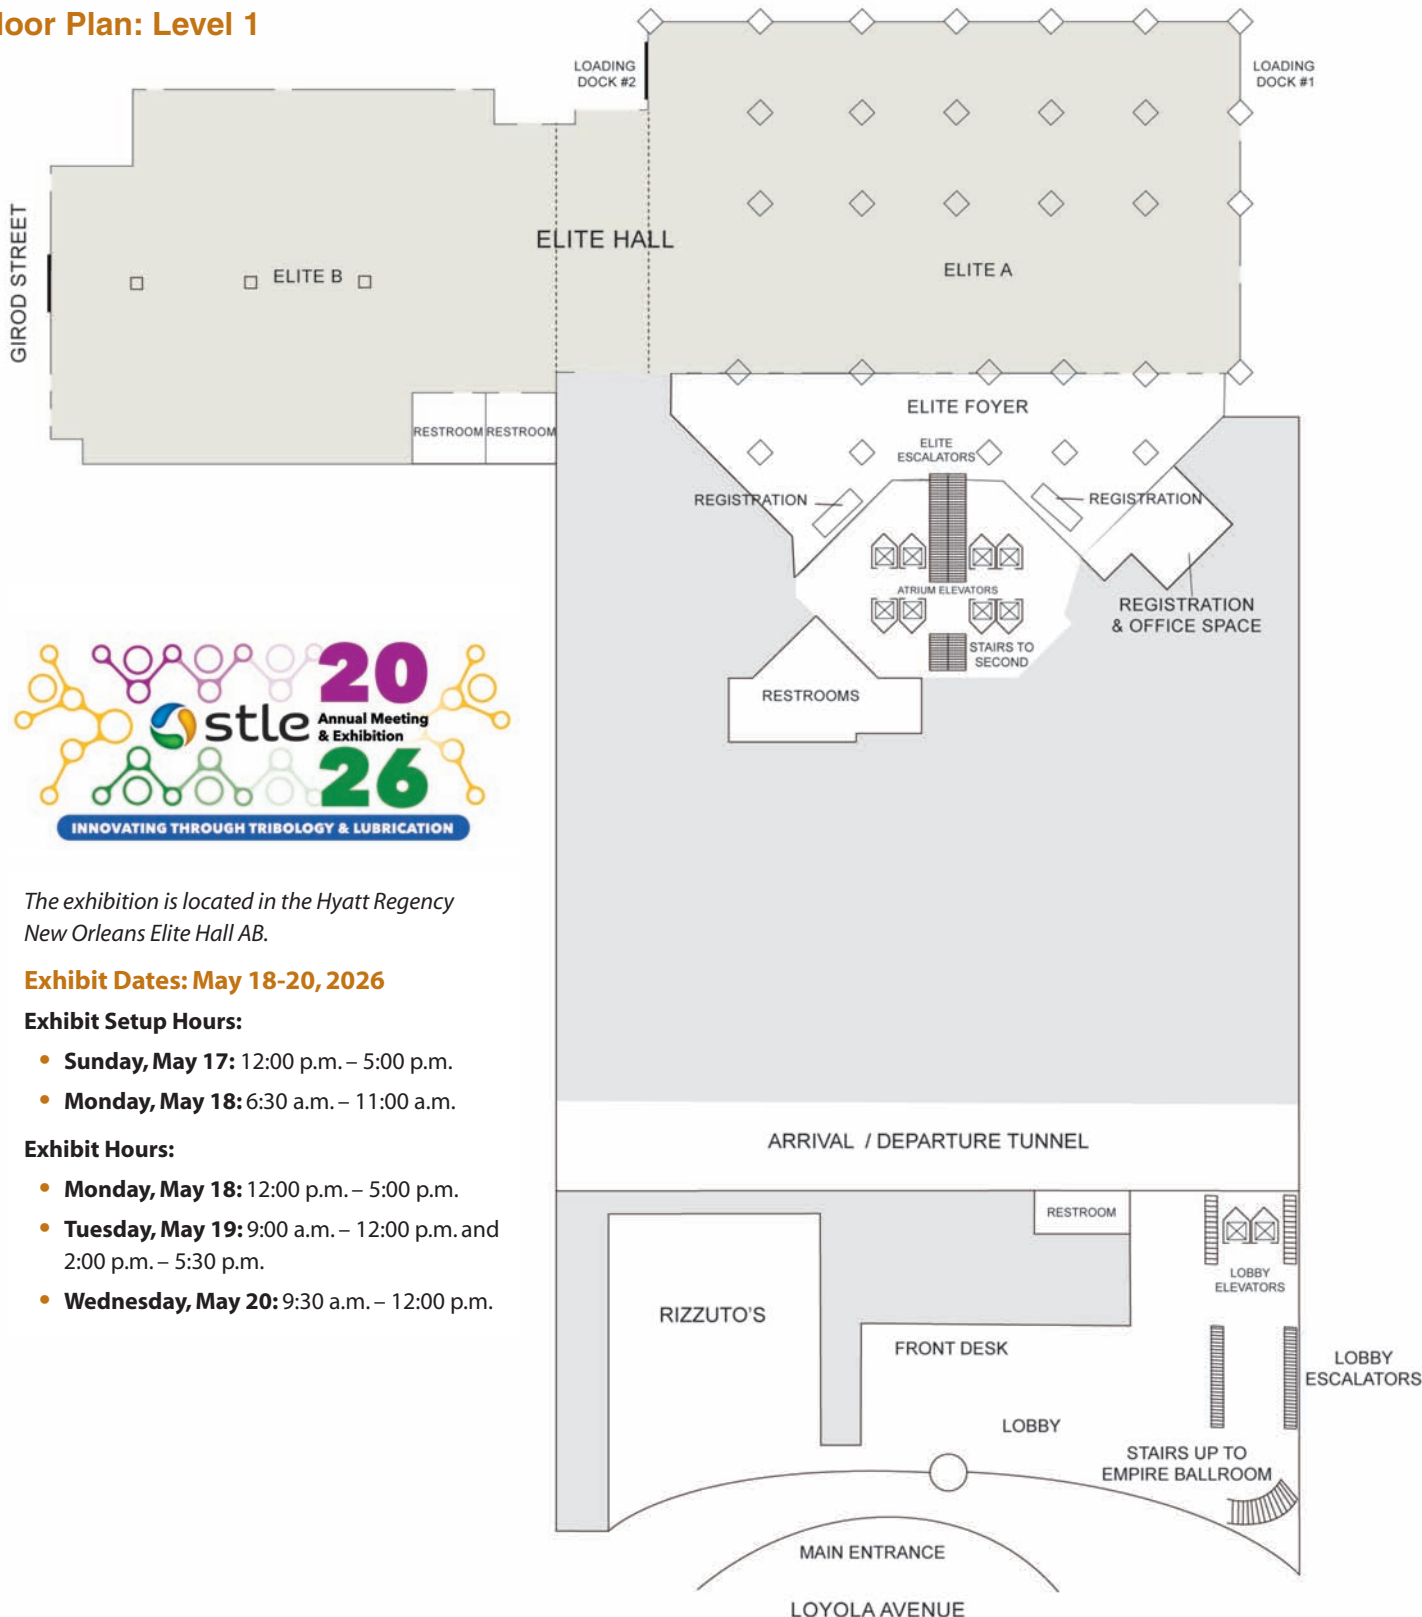 loor Plan: Level 1
LOADING
DOCK #2
LOADING
DOCK #1
GIROD STREET
ELITE HALL
ELITE B
ELITE A
ELITE FOYER
RESTROOM
RESTROOM
ELITE
ESCALATORS
REGISTRATION
REGISTRATION
ATRIUM ELEVATORS
REGISTRATION
& OFFICE SPACE
STAIRS TO
SECOND
RESTROOMS
20
stle
Annual Meeting
& Exhibition
26
INNOVATING THROUGH TRIBOLOGY & LUBRICATION
The exhibition is located in the Hyatt Regency
New Orleans Elite Hall AB.
Exhibit Dates: May 18-20, 2026
Exhibit Setup Hours:
• Sunday, May 17: 12:00 p.m. – 5:00 p.m.
• Monday, May 18: 6:30 a.m. – 11:00 a.m.
Exhibit Hours:
• Monday, May 18: 12:00 p.m. – 5:00 p.m.
• Tuesday, May 19: 9:00 a.m. – 12:00 p.m. and
2:00 p.m. – 5:30 p.m.
• Wednesday, May 20: 9:30 a.m. – 12:00 p.m.
ARRIVAL / DEPARTURE TUNNEL
RESTROOM
LOBBY
ELEVATORS
RIZZUTO'S
FRONT DESK
LOBBY
ESCALATORS
LOBBY
STAIRS UP TO
EMPIRE BALLROOM
MAIN ENTRANCE
LOYOLA AVENUE